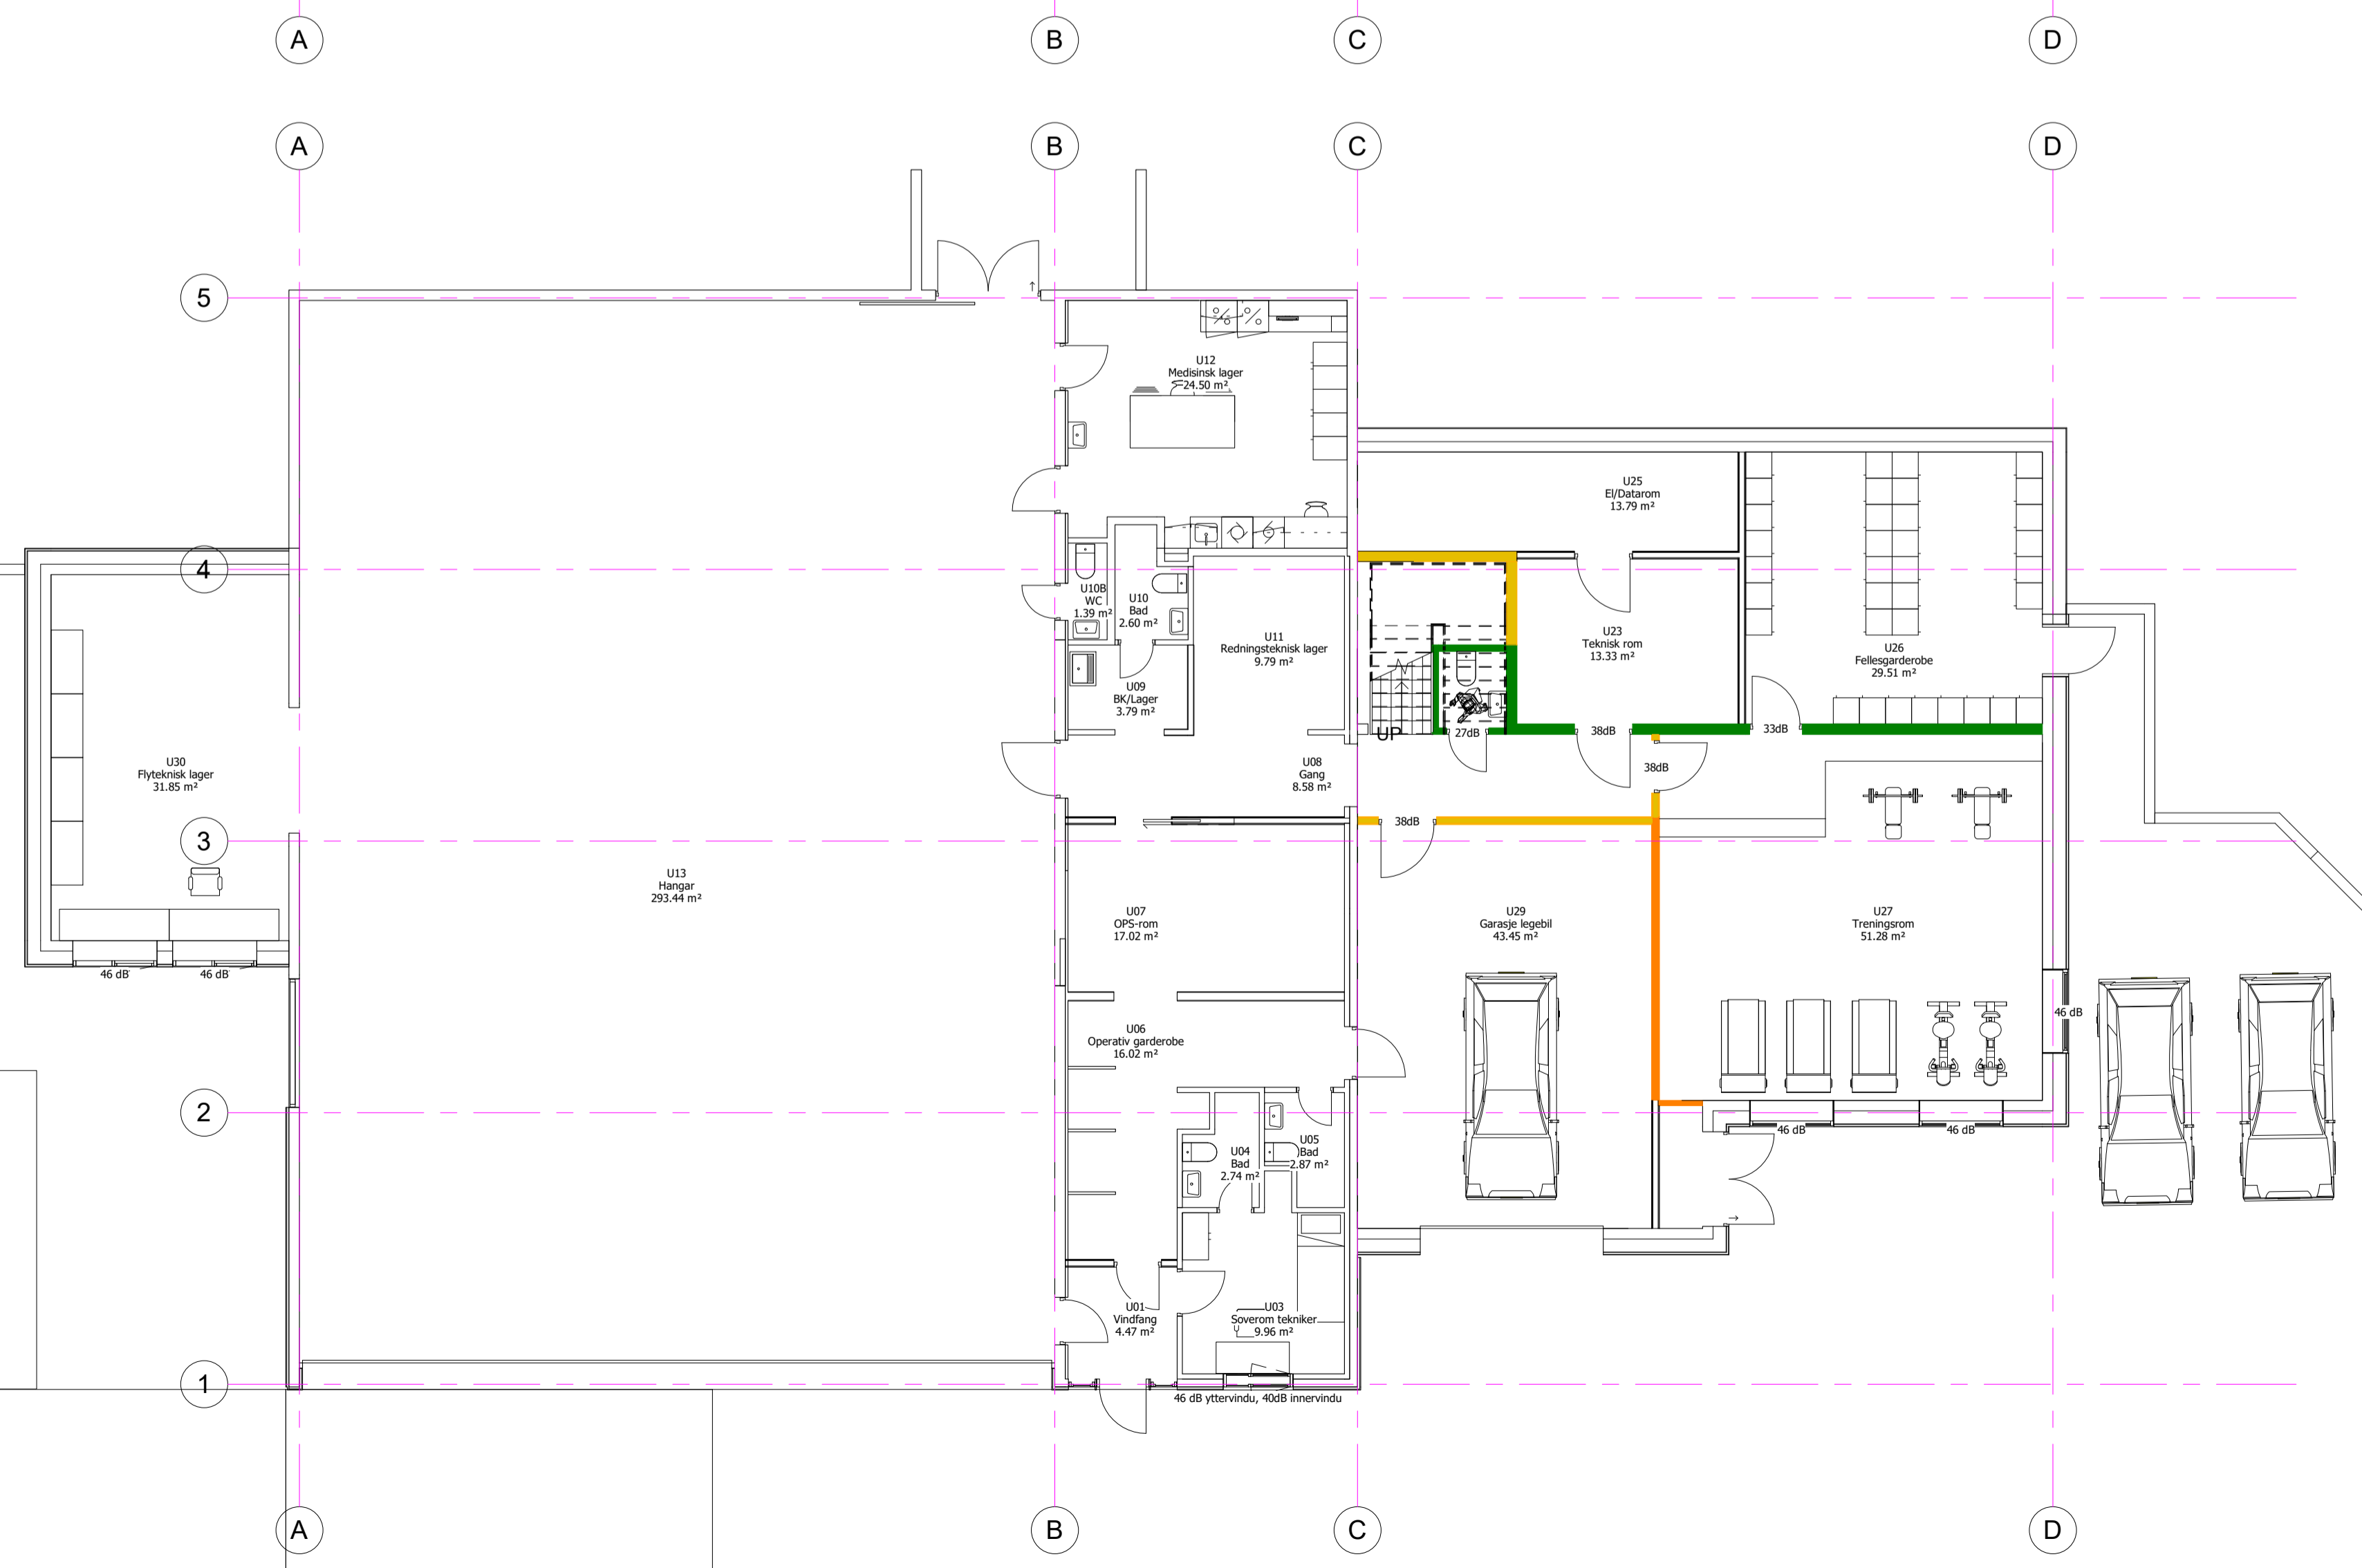 A
B
C
D
A
B
C
D
5
U12
Medisinsk lager
24.50 m²
U25
El/Datarom
13.79 m²
4
U10B
WC
1.39 m²
U10
Bad
2.60 m²
U11
Redningsteknisk lager
9.79 m²
U23
Teknisk rom
13.33 m²
U26
Fellesgarderobe
29.51 m²
U09
BK/Lager
3.79 m²
UP
27dB
38dB
33dB
U30
Flyteknisk lager
31.85 m²
U08
Gang
8.58 m²
38dB
38dB
3
U13
Hangar
293.44 m²
U07
OPS-rom
17.02 m²
U29
Garasje legebil
43.45 m²
U27
Treningsrom
51.28 m²
46 dB
46 dB
46 dB
U06
Operativ garderobe
16.02 m²
2
46 dB
46 dB
U04
Bad
2.74 m²
U05
Bad
2.87 m²
U01
Vindfang
4.47 m²
U03
Soverom tekniker
9.96 m²
1
46 dB yttervindu, 40dB innervindu
A
B
C
D